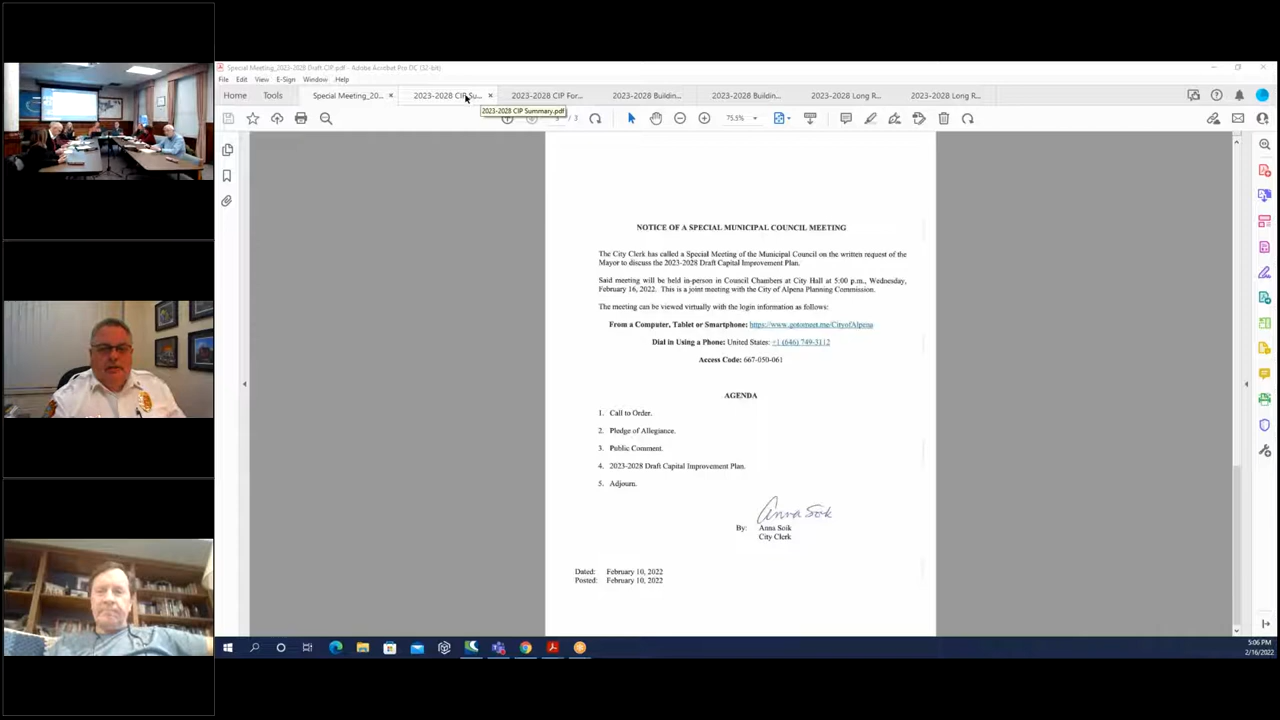 Special Meeting_2023-2028 Draft CIP.pdf - Adobe Acrobat Pro DC (32-bit)
File Edit View E-Sign Window Help
Home Tools Special Meeting_20... 2023-2028 CIP Su... 2023-2028 CIP For... 2023-2028 Buildin... 2023-2028 Buildin... 2023-2028 Long R... 2023-2028 Long R...
2023-2028 CIP Summary.pdf
/ 3 75.5%
NOTICE OF A SPECIAL MUNICIPAL COUNCIL MEETING
The City Clerk has called a Special Meeting of the Municipal Council on the written request of the
Mayor to discuss the 2023-2028 Draft Capital Improvement Plan.
Said meeting will be held in-person in Council Chambers at City Hall at 5:00 p.m., Wednesday,
February 16, 2022. This is a joint meeting with the City of Alpena Planning Commission.
The meeting can be viewed virtually with the login information as follows:
From a Computer, Tablet or Smartphone: https://www.gotomeet.me/CityofAlpena
Dial in Using a Phone: United States: +1 (646) 749-3112
Access Code: 667-050-061
AGENDA
1. Call to Order.
2. Pledge of Allegiance.
3. Public Comment.
4. 2023-2028 Draft Capital Improvement Plan.
5. Adjourn.
Anna Soik
By: Anna Soik
City Clerk
Dated: February 10, 2022
Posted: February 10, 2022
5:06 PM
2/16/2022